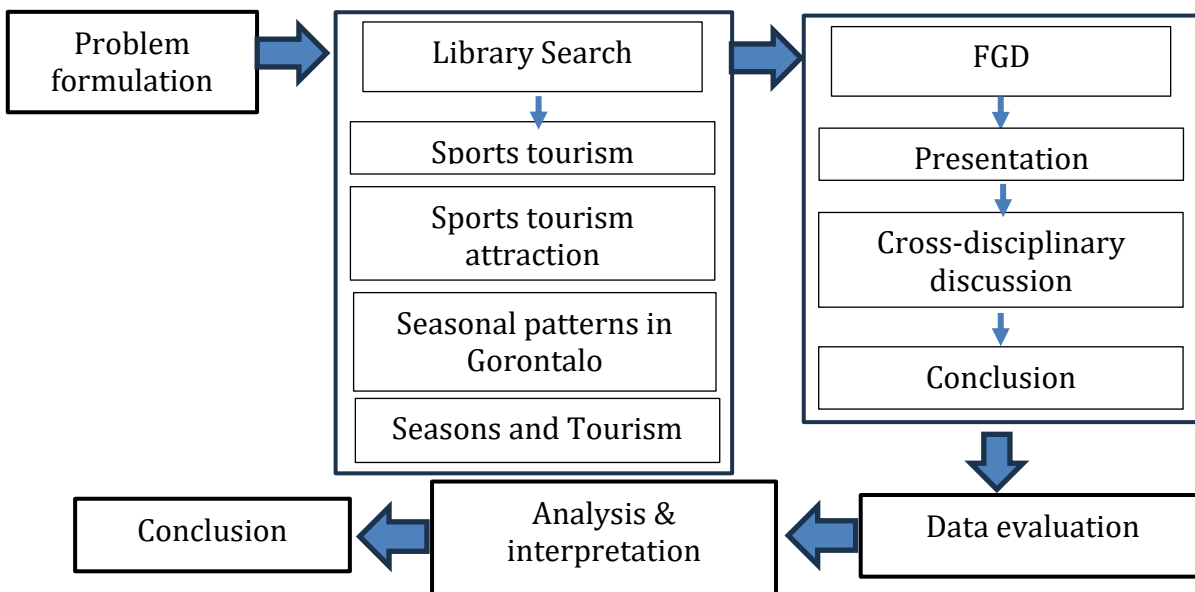 Problem
formulation
Library Search
Sports tourism
Sports tourism
attraction
Seasonal patterns in
Gorontalo
Seasons and Tourism
FGD
Presentation
Cross-disciplinary
discussion
Conclusion
Data evaluation
Analysis &
interpretation
Conclusion